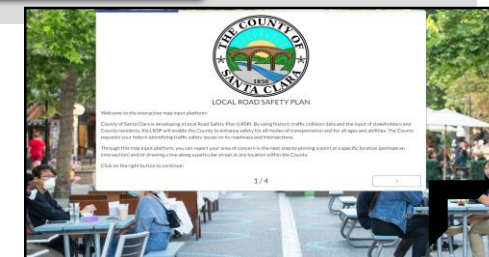 THE COUNTY OF
SANTA CLARA
1850
LOCAL ROAD SAFETY PLAN
Welcome to the interactive map input platform!
County of Santa Clara is developing a Local Road Safety Plan (LRSP). By using historic traffic collision data and the input of stakeholders and
County residents, the LRSP will enable the County to enhance safety for all modes of transportation and for all ages and abilities. The County
requests your help in identifying traffic safety issues on its roadways and intersections.
Through this map input platform, you can report your area of concern in the next step by pinning a point at a specific location (perhaps an
intersection) and/or drawing a line along a particular street at any location within the County.
Click on the right button to continue:
1 / 4